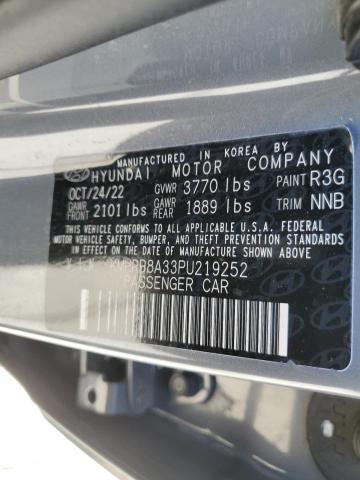 MANUFACTURED IN KOREA BY
HYUNDAI MOTOR COMPANY
OCT/24/22 GVWR 3770 lbs PAINT R3G
GAWR FRONT 2101 lbs GAWR REAR 1889 lbs TRIM NNB
THIS VEHICLE CONFORMS TO ALL APPLICABLE U.S.A. FEDERAL
MOTOR VEHICLE SAFETY, BUMPER, AND THEFT PREVENTION
STANDARDS IN EFFECT ON THE DATE OF MANUFACTURE SHOWN ABOVE.
PASSENGER CAR